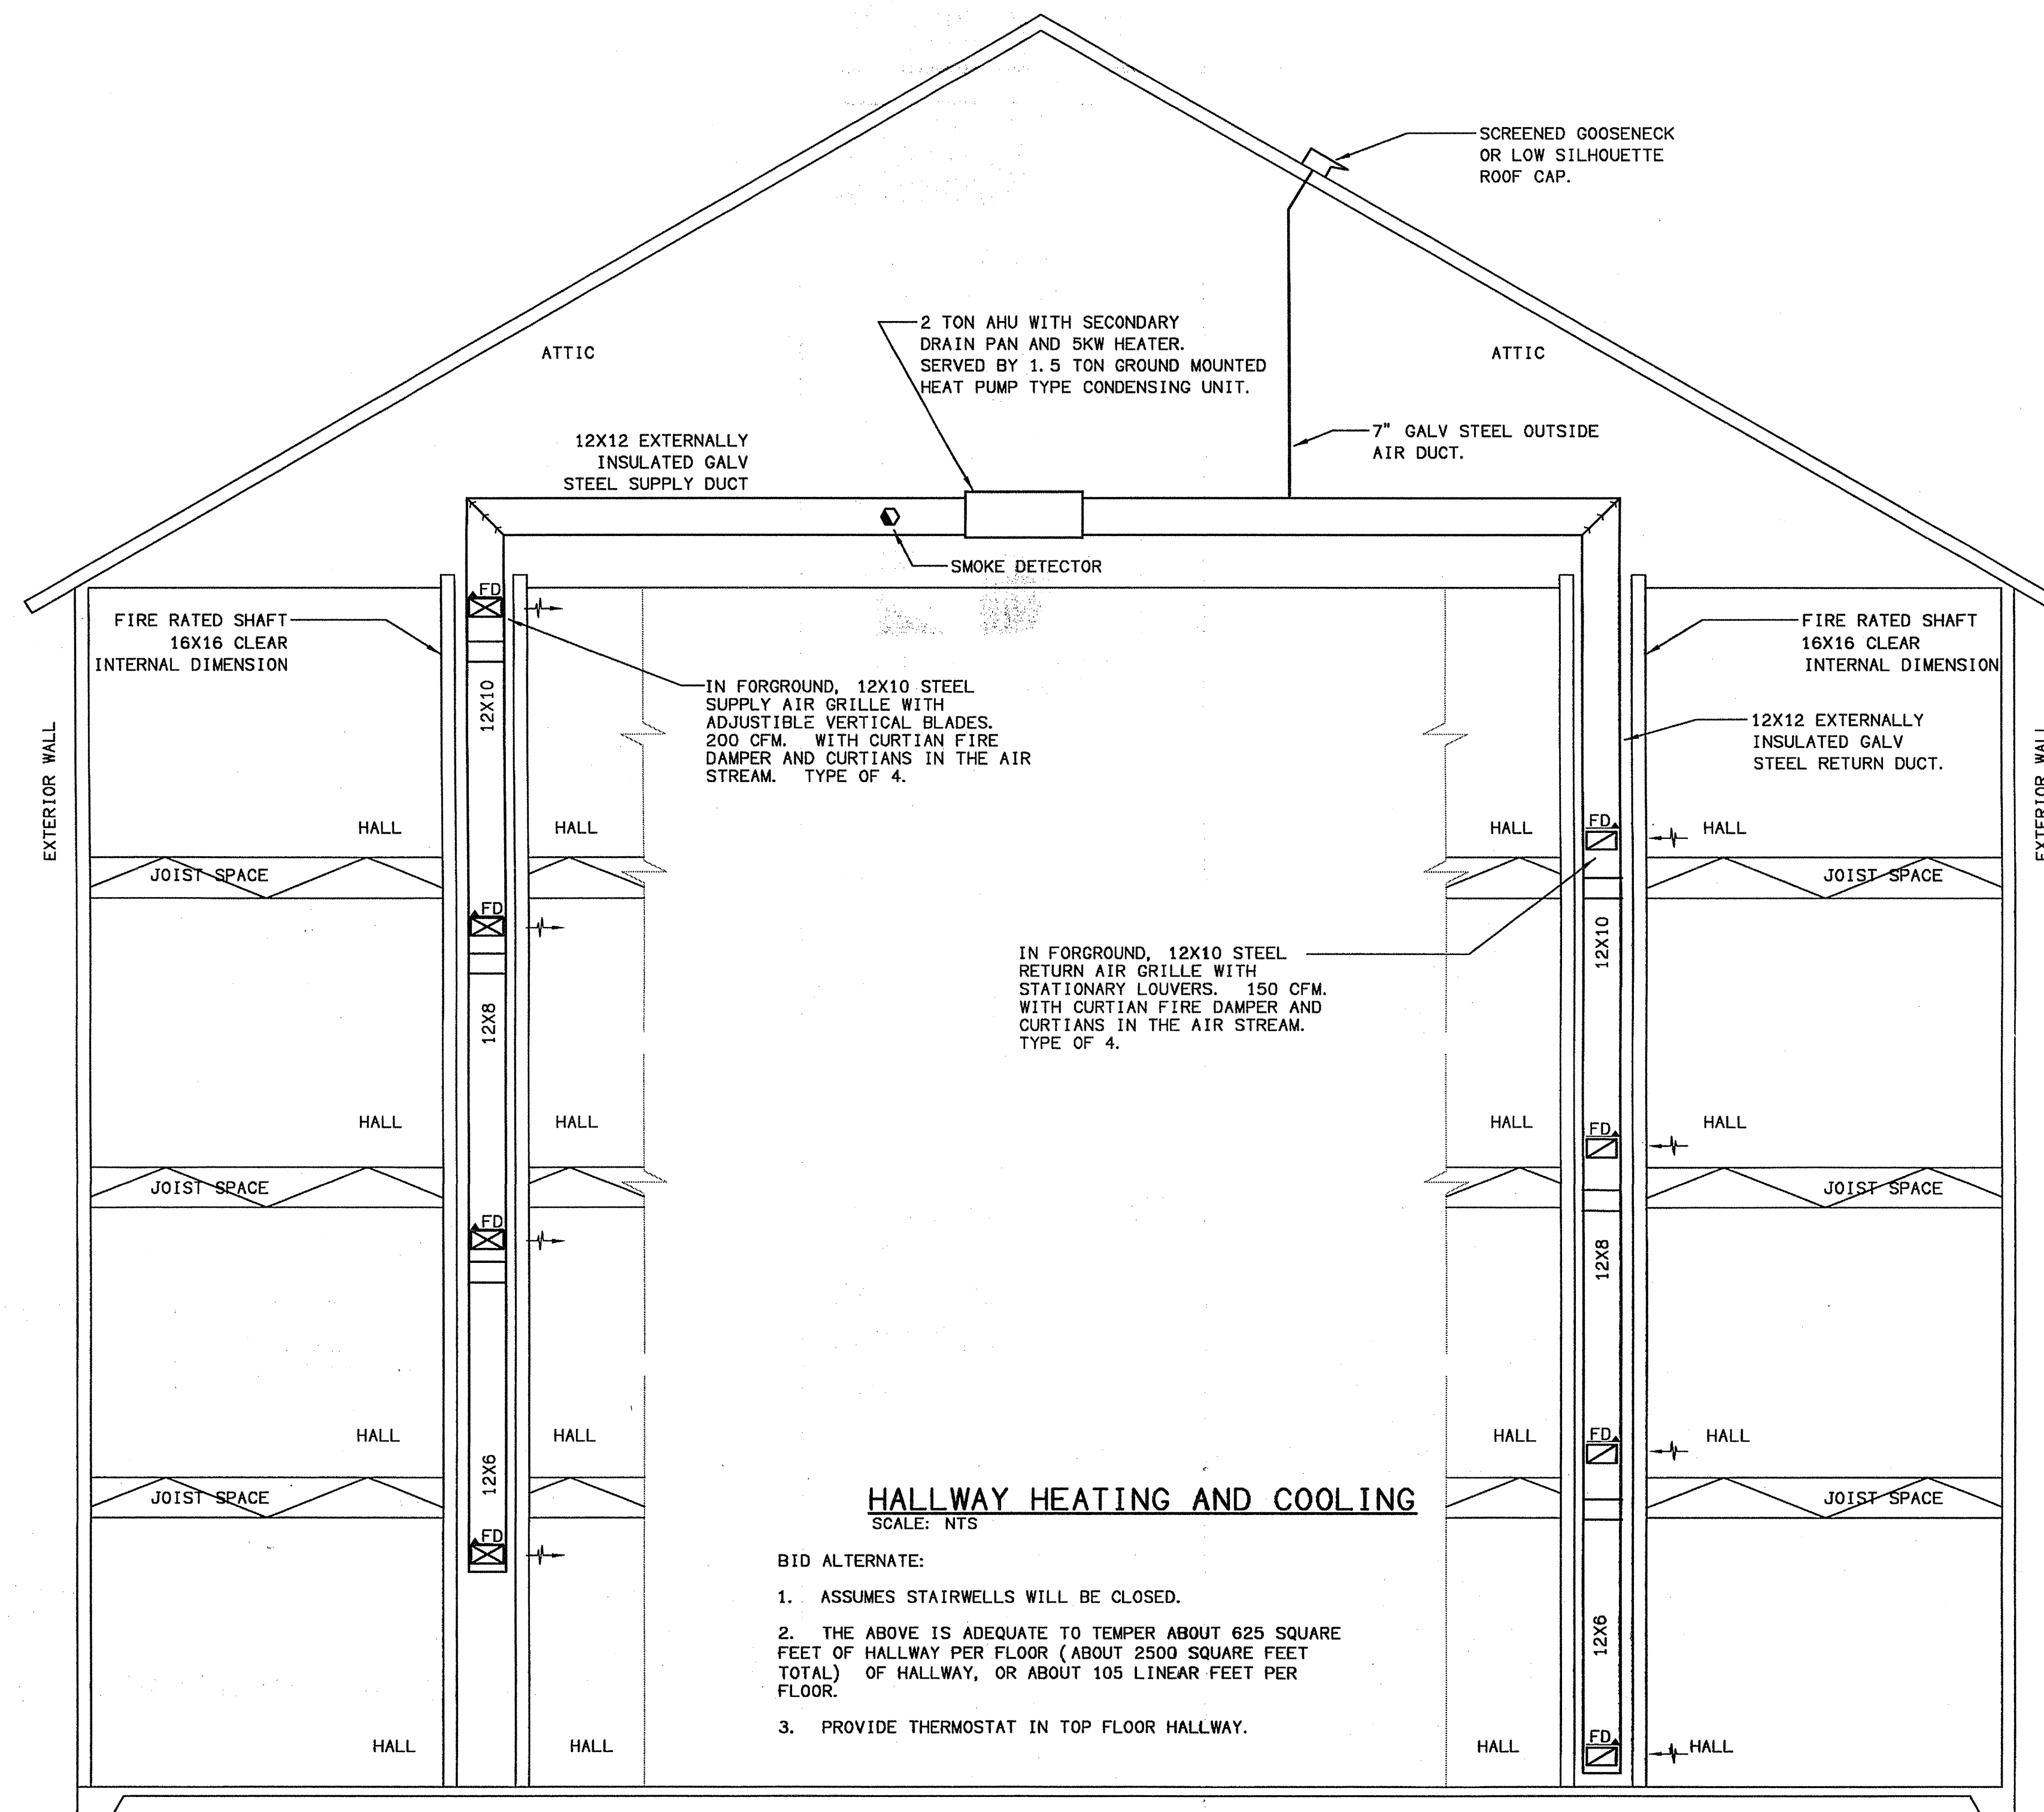 SCREENED GOOSENECK
OR LOW SILHOUETTE
ROOF CAP.
2 TON AHU WITH SECONDARY
DRAIN PAN AND 5KW HEATER.
SERVED BY 1.5 TON GROUND MOUNTED
HEAT PUMP TYPE CONDENSING UNIT.
ATTIC
ATTIC
12X12 EXTERNALLY
INSULATED GALV
STEEL SUPPLY DUCT
7" GALV STEEL OUTSIDE
AIR DUCT.
SMOKE DETECTOR
FD
FIRE RATED SHAFT
16X16 CLEAR
INTERNAL DIMENSION
FIRE RATED SHAFT
16X16 CLEAR
INTERNAL DIMENSION
12X10
IN FORGROUND, 12X10 STEEL
SUPPLY AIR GRILLE WITH
ADJUSTIBLE VERTICAL BLADES.
200 CFM. WITH CURTIAN FIRE
DAMPER AND CURTIANS IN THE AIR
STREAM. TYPE OF 4.
12X12 EXTERNALLY
INSULATED GALV
STEEL RETURN DUCT.
EXTERIOR WALL
EXTERIOR WALL
HALL
HALL
HALL
FD
HALL
JOIST SPACE
JOIST SPACE
FD
12X10
IN FORGROUND, 12X10 STEEL
RETURN AIR GRILLE WITH
STATIONARY LOUVERS. 150 CFM.
WITH CURTIAN FIRE DAMPER AND
CURTIANS IN THE AIR STREAM.
TYPE OF 4.
12X8
HALL
HALL
HALL
FD
HALL
JOIST SPACE
JOIST SPACE
FD
12X8
HALL
HALL
HALL
FD
HALL
12X6
JOIST SPACE
JOIST SPACE
HALLWAY HEATING AND COOLING
SCALE: NTS
FD
BID ALTERNATE:
1. ASSUMES STAIRWELLS WILL BE CLOSED.
2. THE ABOVE IS ADEQUATE TO TEMPER ABOUT 625 SQUARE
FEET OF HALLWAY PER FLOOR (ABOUT 2500 SQUARE FEET
TOTAL) OF HALLWAY, OR ABOUT 105 LINEAR FEET PER
FLOOR.
3. PROVIDE THERMOSTAT IN TOP FLOOR HALLWAY.
12X6
HALL
HALL
HALL
FD
HALL